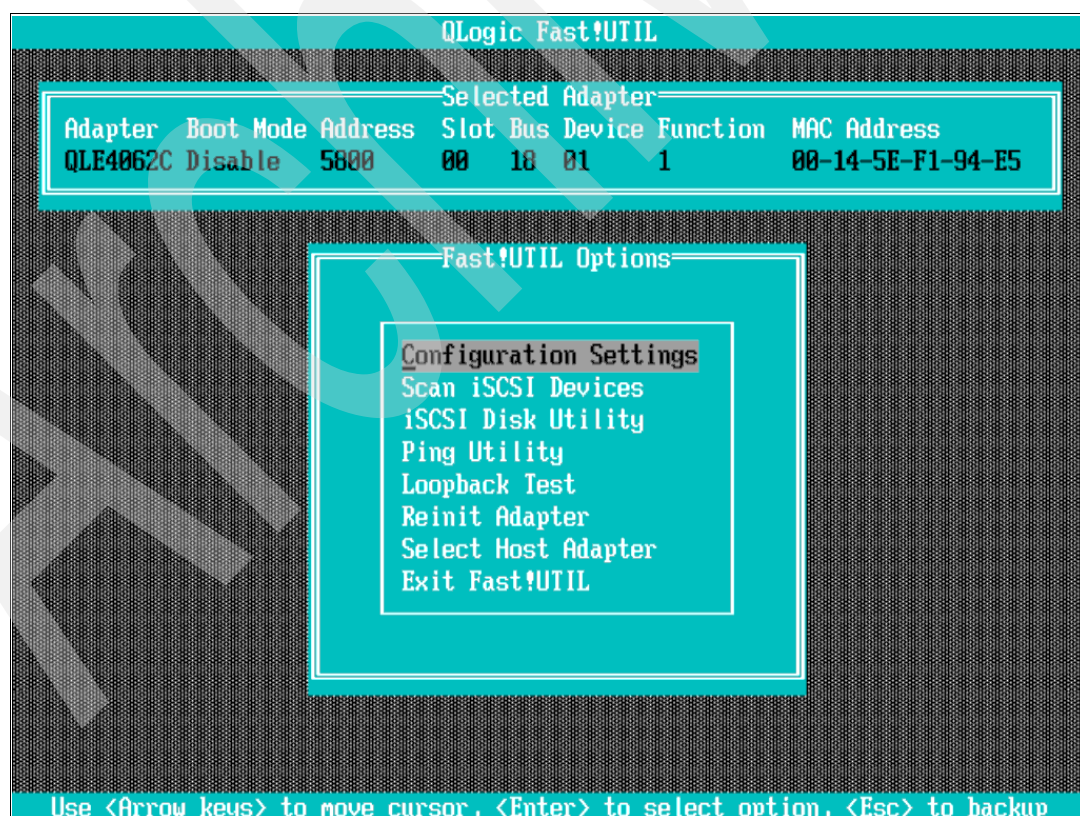 QLogic Fast!UTIL
Selected Adapter
Adapter Boot Mode Address Slot Bus Device Function MAC Address
QLE4062C Disable 5800 00 18 01 1 00-14-5E-F1-94-E5
Fast!UTIL Options
Configuration Settings
Scan iSCSI Devices
iSCSI Disk Utility
Ping Utility
Loopback Test
Reinit Adapter
Select Host Adapter
Exit Fast!UTIL
Use <Arrow keys> to move cursor, <Enter> to select option, <Esc> to backup